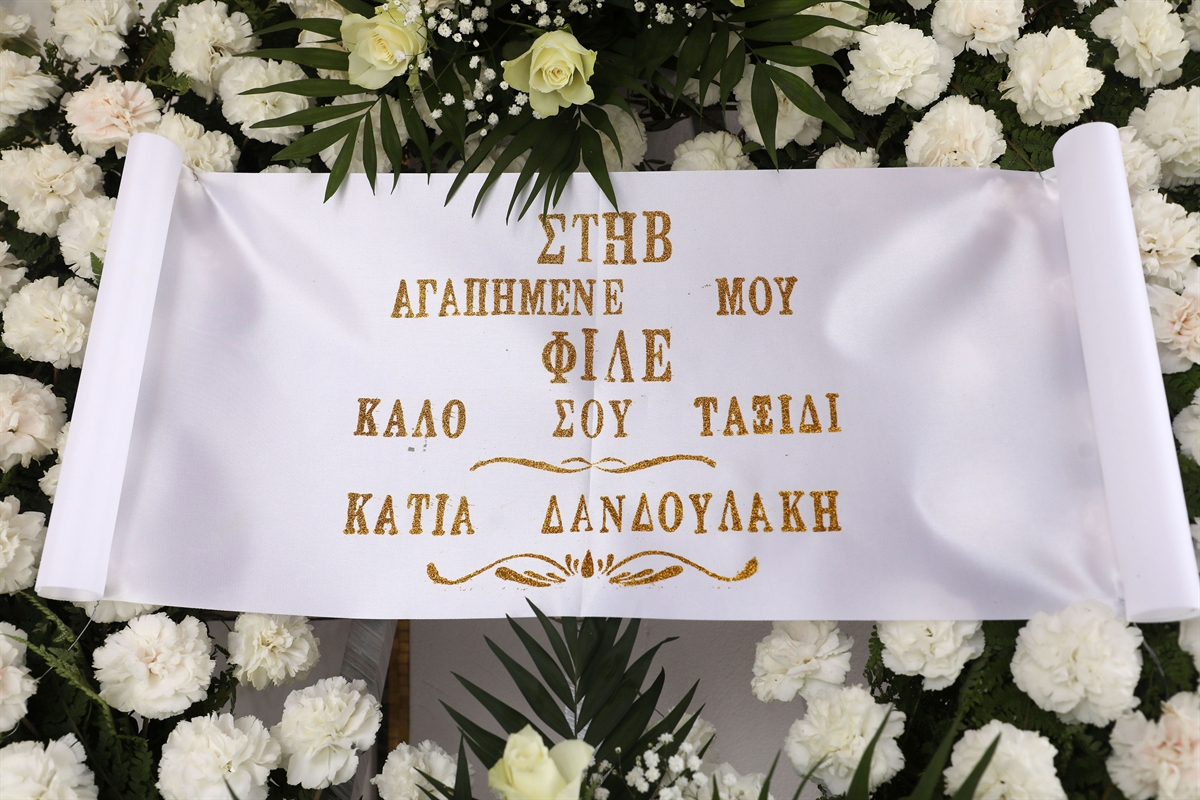 ΣΤΗΒ
ΑΓΑΠΗΜΕΝΕ ΜΟΥ
ΦΙΛΕ
ΚΑΛΟ ΣΟΥ ΤΑΞΙΔΙ
ΚΑΤΙΑ ΔΑΝΔΟΥΛΑΚΗ